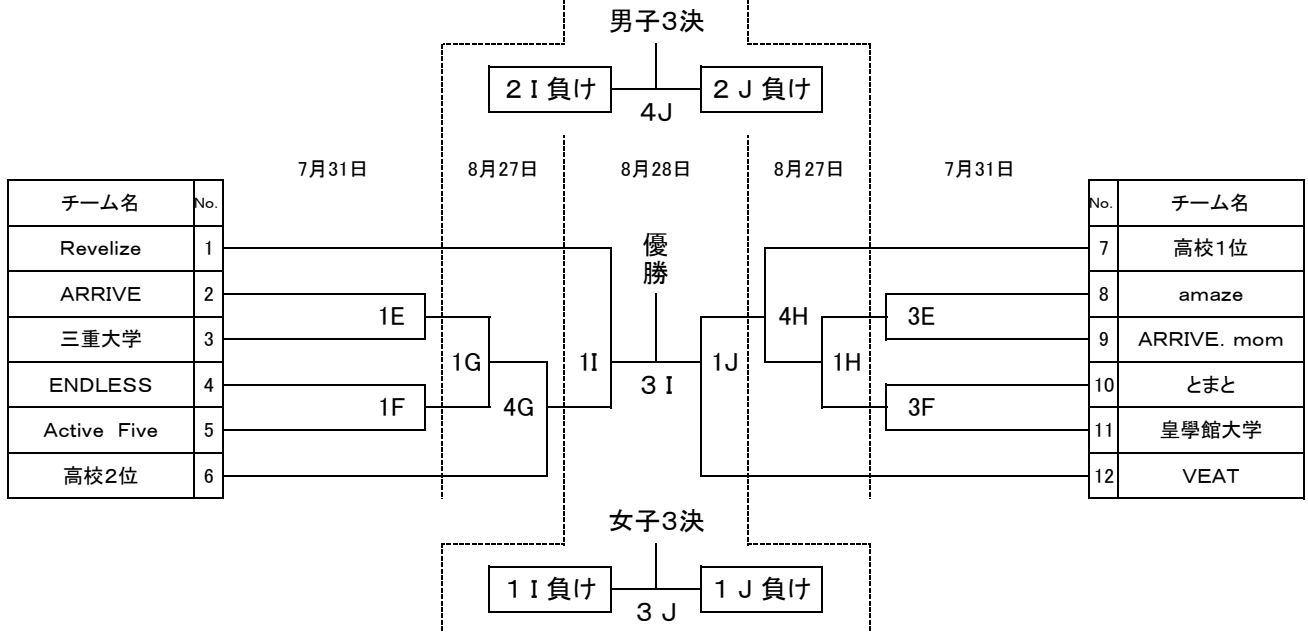 男子3決
2I負け 2J負け
4J
7月31日 8月27日 8月28日 8月27日 7月31日
チーム名 No. No. チーム名
Revelize 1 7 高校1位
優勝
ARRIVE 2 8 amaze
1E 4H 3E
三重大学 3 9 ARRIVE．mom
1G 1I 1J 1H
3I
ENDLESS 4 10 とまと
1F 4G 3F
Active Five 5 11 皇學館大学
高校2位 6 12 VEAT
女子3決
1I負け 1J負け
3J